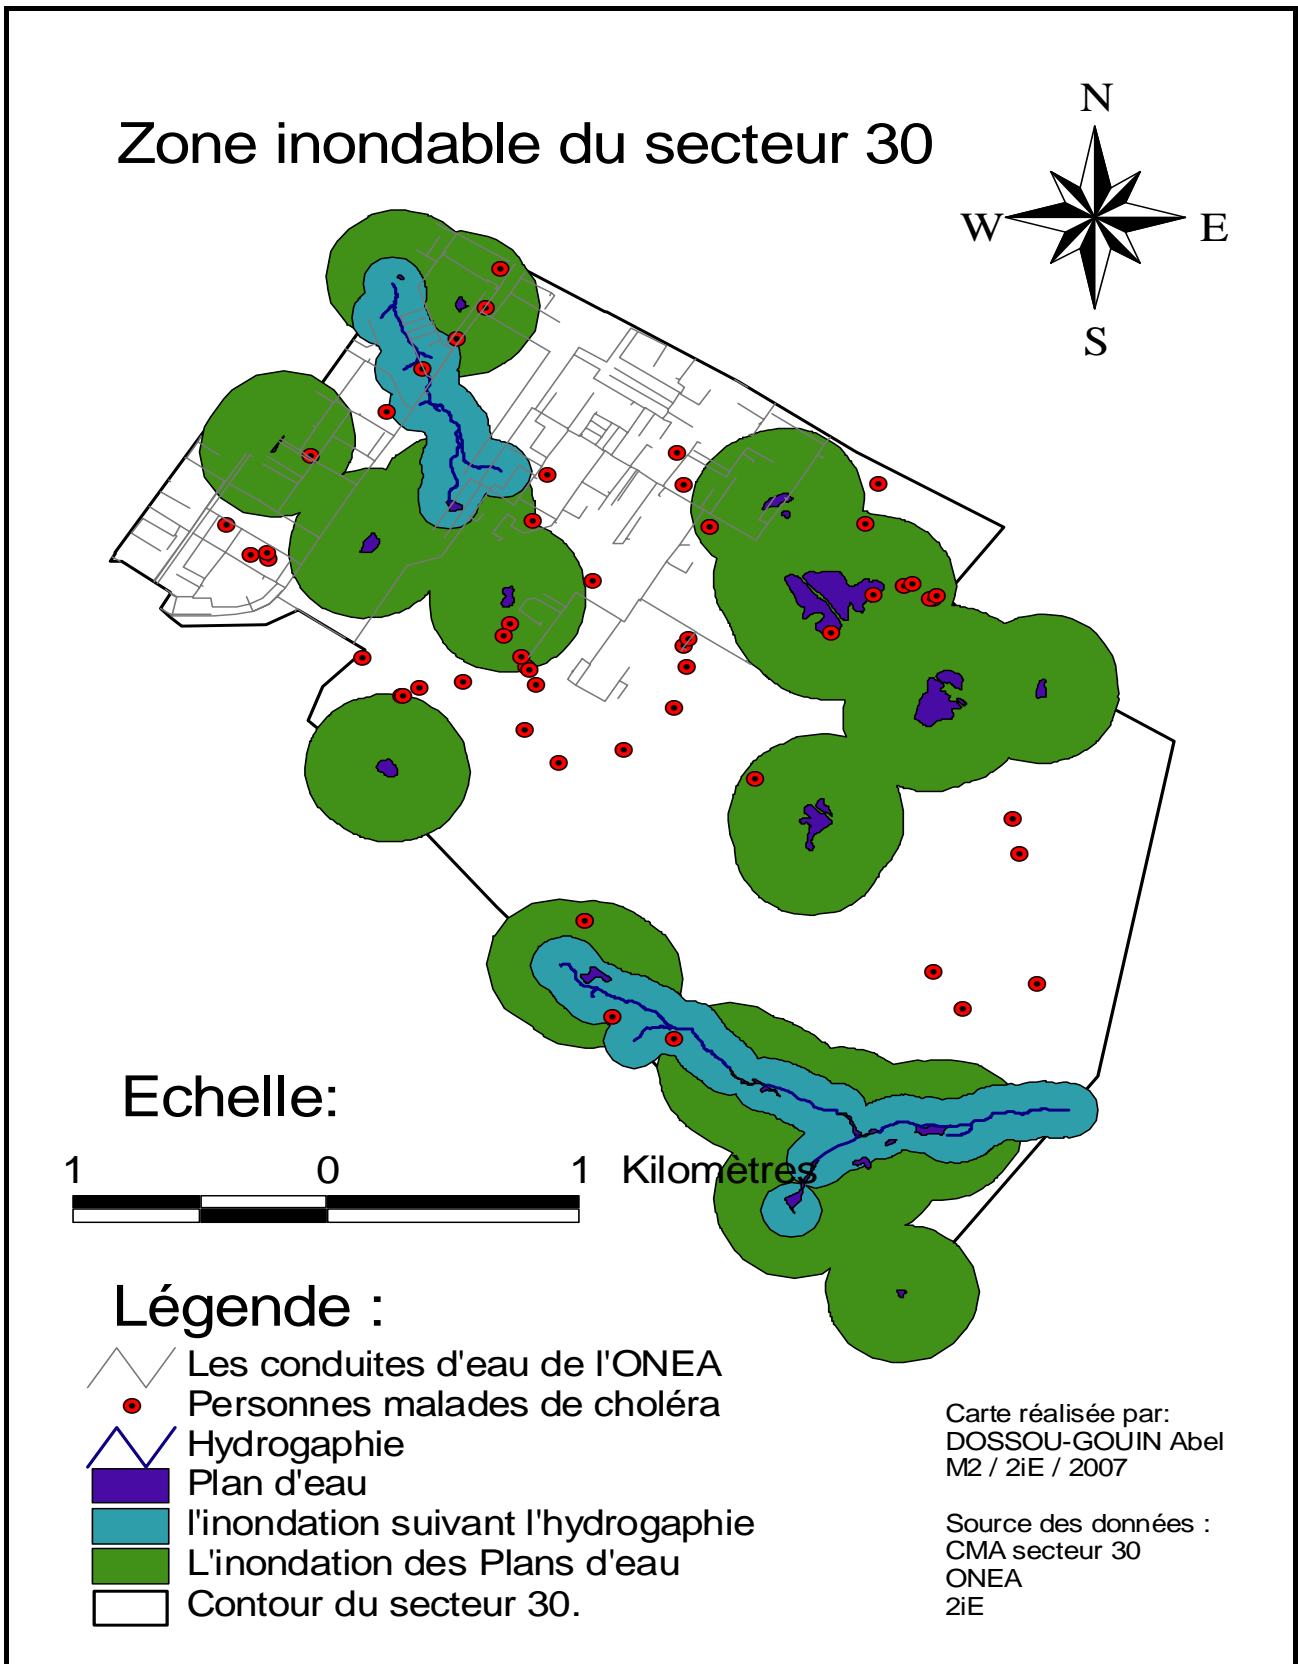 Zone inondable du secteur 30
N
W
E
S
Echelle:
1 0 1 Kilomètres
Légende :
Les conduites d'eau de l'ONEA
Personnes malades de choléra
Hydrogaphie
Plan d'eau
l'inondation suivant l'hydrogaphie
L'inondation des Plans d'eau
Contour du secteur 30.
Carte réalisée par:
DOSSOU-GOUIN Abel
M2 / 2iE / 2007
Source des données :
CMA secteur 30
ONEA
2iE